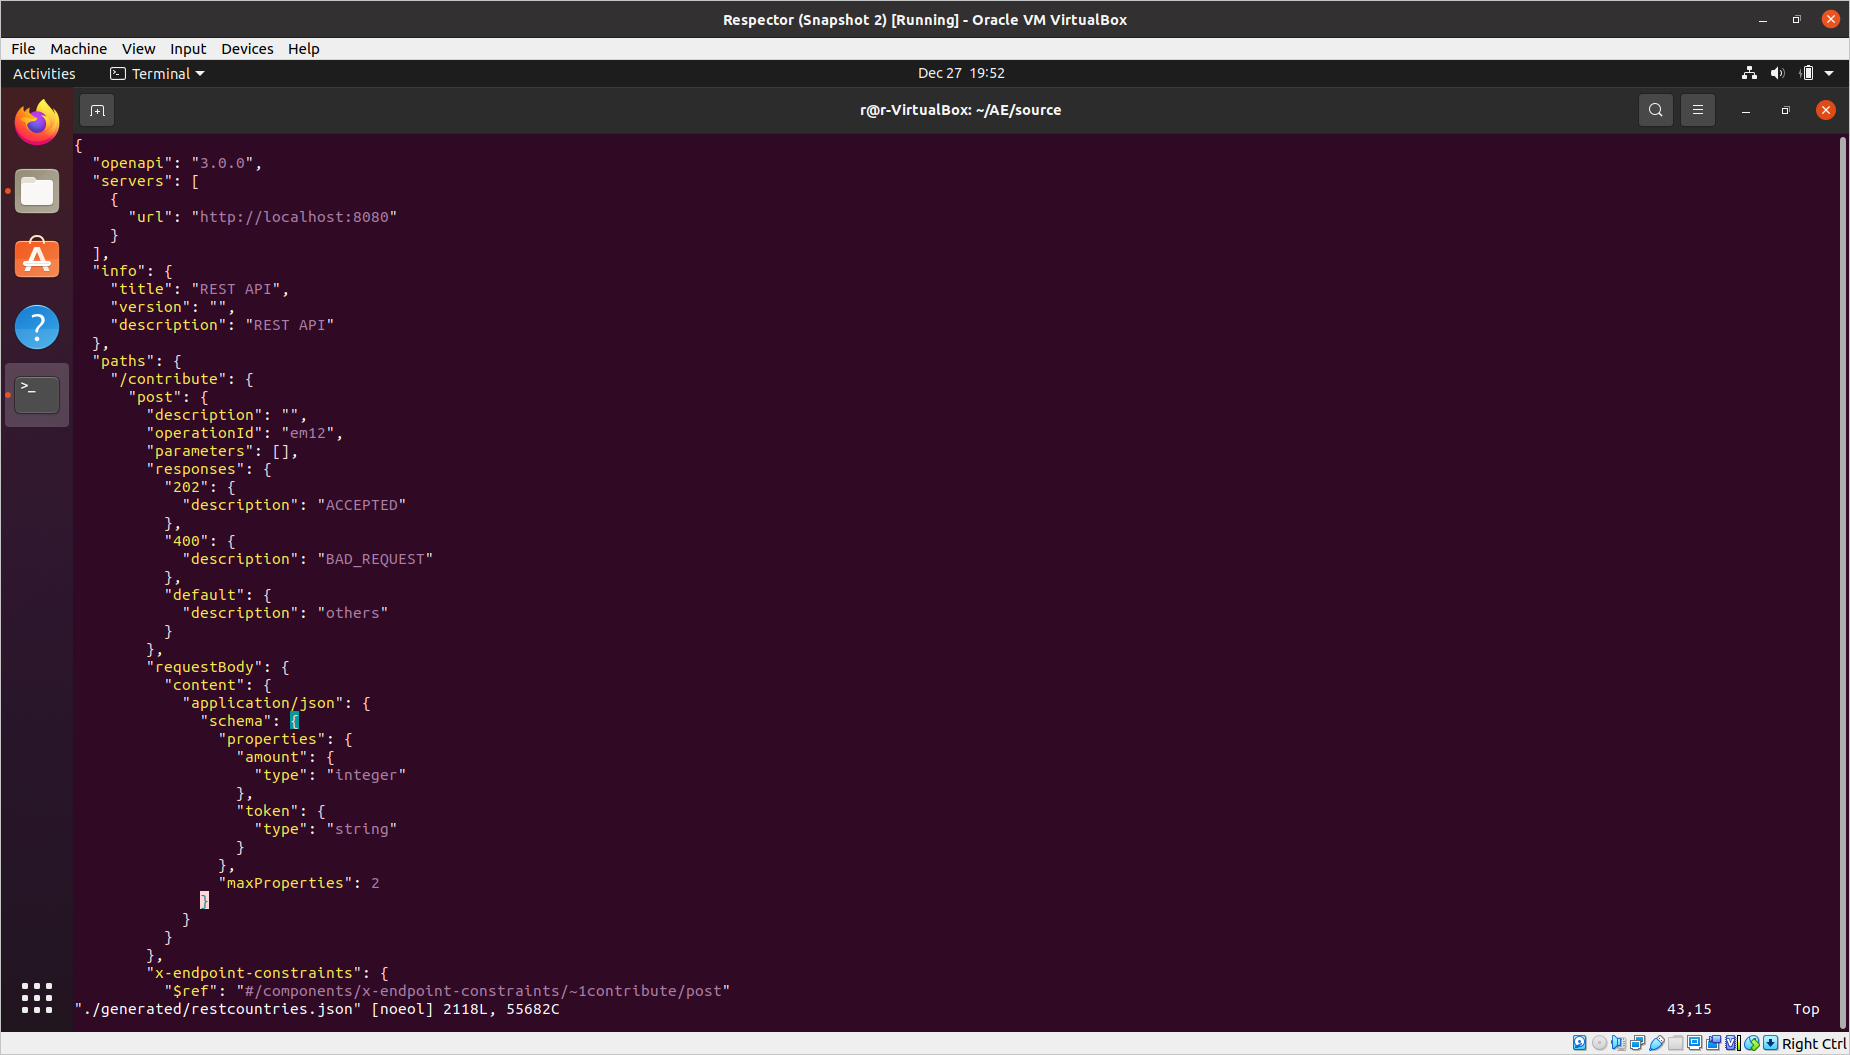 Respector (Snapshot 2) [Running] - Oracle VM VirtualBox
File Machine View Input Devices Help
Activities Terminal Dec 27 19:52
r@r-VirtualBox: ~/AE/source
{
  "openapi": "3.0.0",
  "servers": [
    {
      "url": "http://localhost:8080"
    }
  ],
  "info": {
    "title": "REST API",
    "version": "",
    "description": "REST API"
  },
  "paths": {
    "/contribute": {
      "post": {
        "description": "",
        "operationId": "em12",
        "parameters": [],
        "responses": {
          "202": {
            "description": "ACCEPTED"
          },
          "400": {
            "description": "BAD_REQUEST"
          },
          "default": {
            "description": "others"
          }
        },
        "requestBody": {
          "content": {
            "application/json": {
              "schema": {
                "properties": {
                  "amount": {
                    "type": "integer"
                  },
                  "token": {
                    "type": "string"
                  }
                },
                "maxProperties": 2
              }
            }
          }
        },
        "x-endpoint-constraints": {
          "$ref": "#/components/x-endpoint-constraints/~1contribute/post"
"./generated/restcountries.json" [noeol] 2118L, 55682C 43,15 Top
Right Ctrl